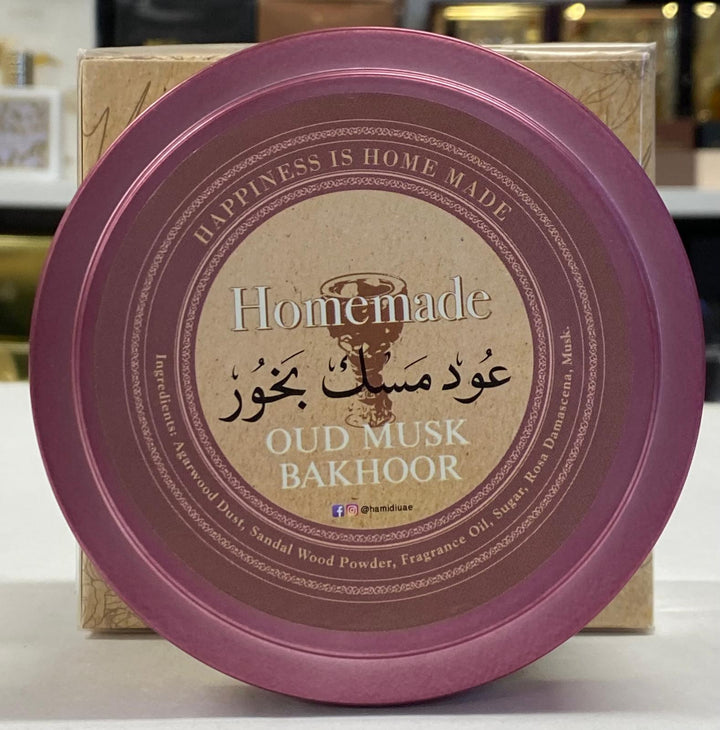 HAPPINESS IS HOME MADE
Homemade
عُود مَسك بَخُور
OUD MUSK
BAKHOOR
@hamidiuae
Ingredients: Agarwood Dust, Sandal Wood Powder, Fragrance Oil, Sugar, Rosa Damascena, Musk.